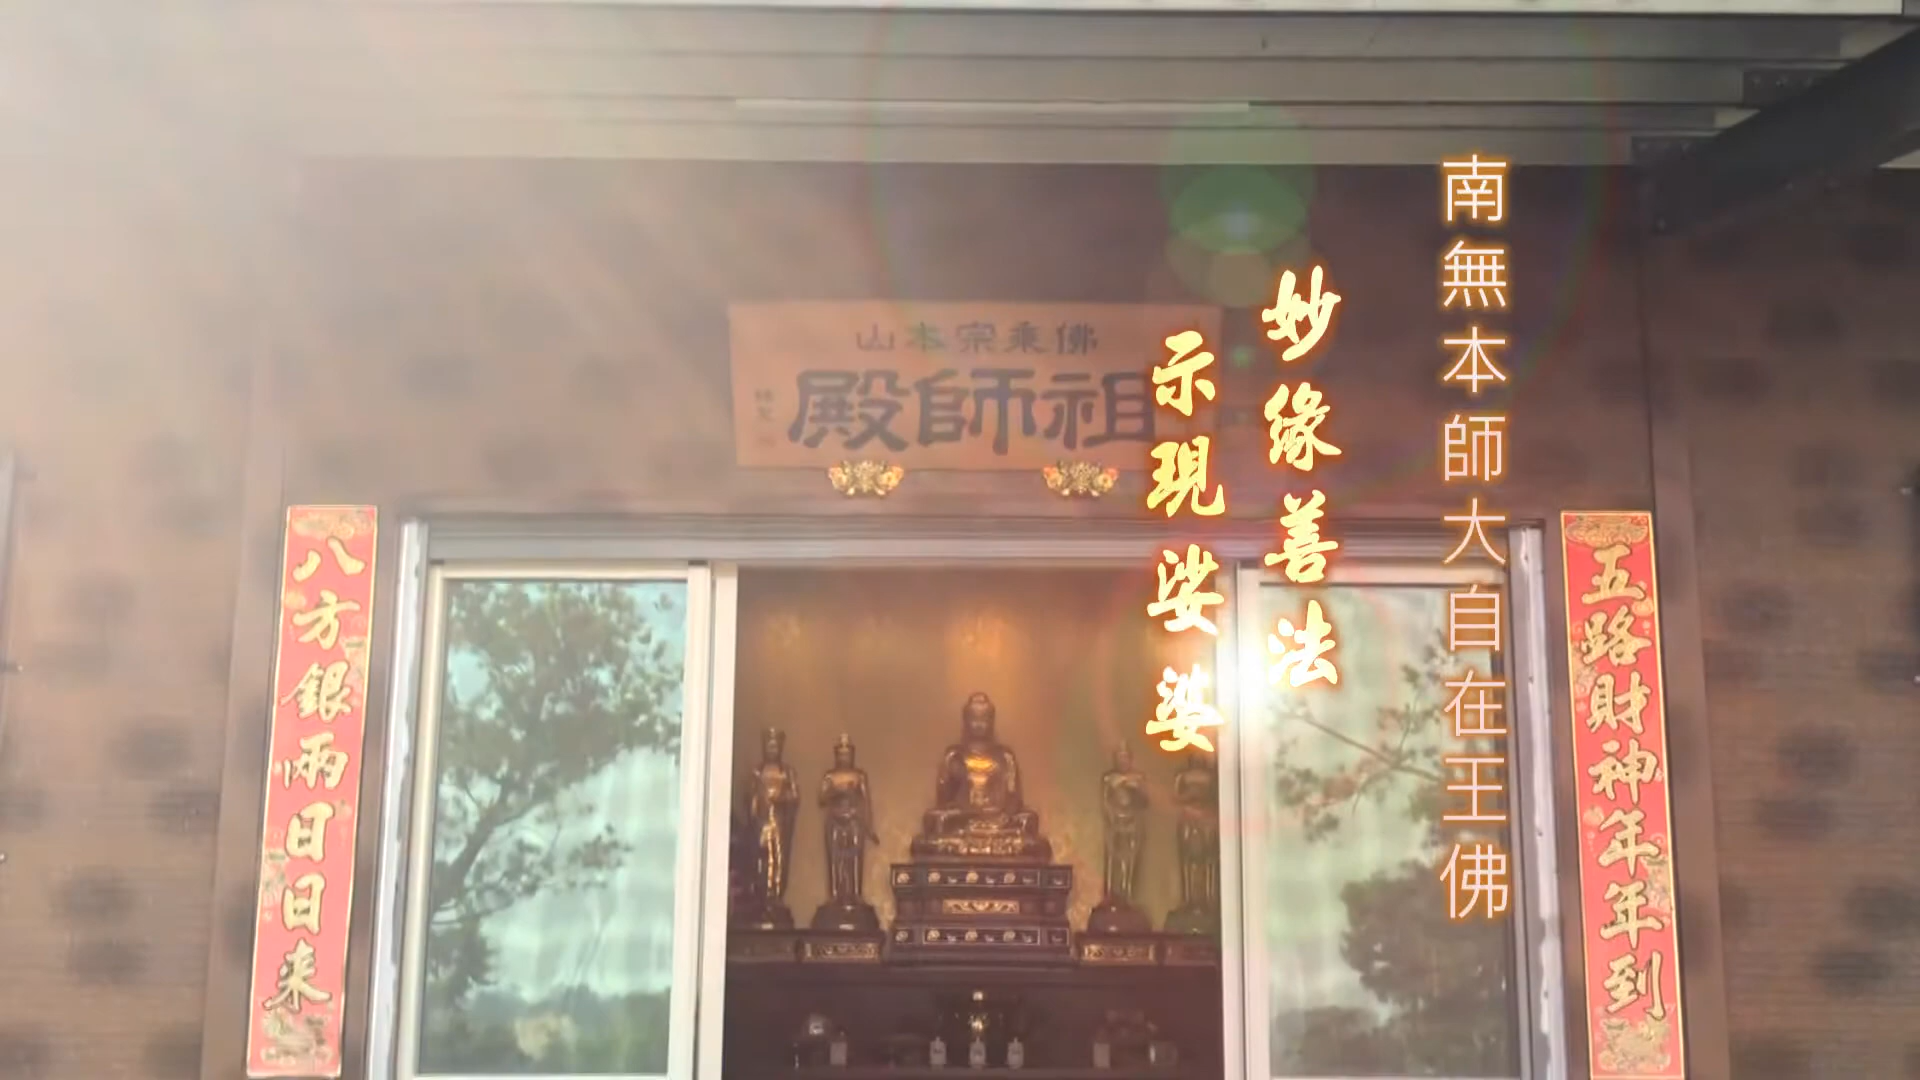 南無本師大自在王佛
妙缘善法
示現娑婆
佛乘宗本山
祖師殿
五路財神年年到
八方銀兩日日来